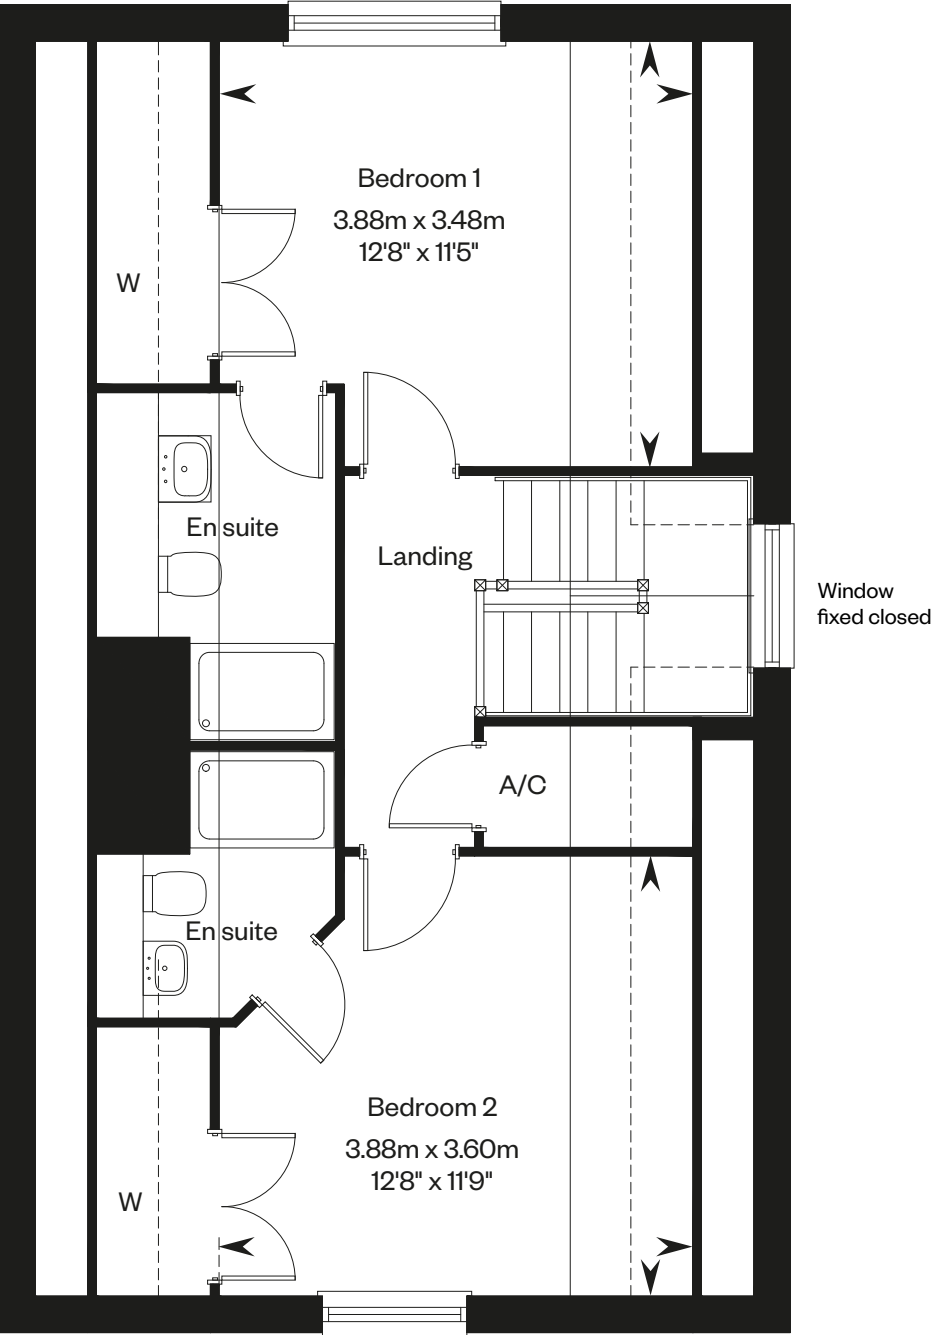 Bedroom 1
3.88m x 3.48m
12'8" x 11'5"
W
En suite
Landing
Window
fixed closed
A/C
En suite
Bedroom 2
3.88m x 3.60m
12'8" x 11'9"
W